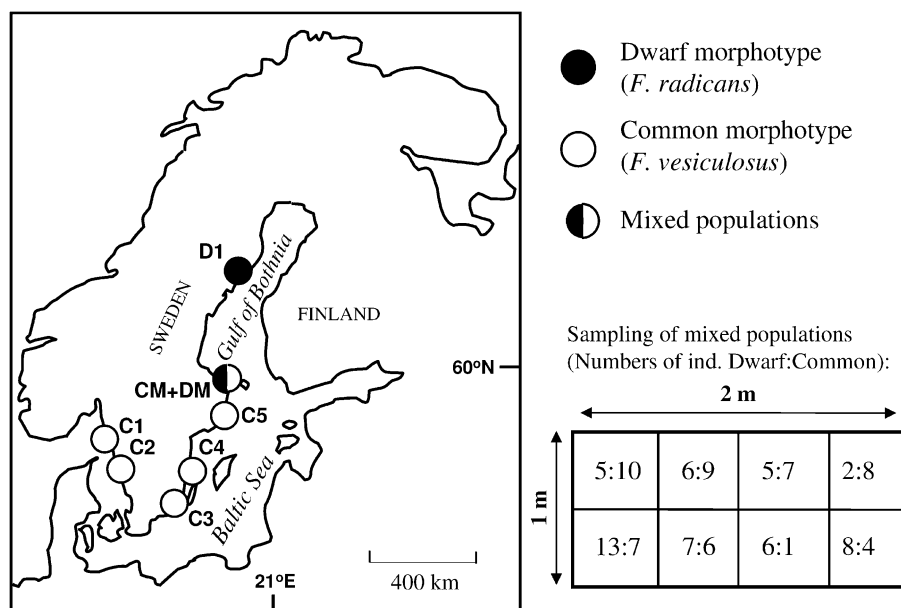 D1
SWEDEN
Gulf of Bothnia
FINLAND
CM+DM
60ºN
C5
C1
C2
C4
C3
Baltic Sea
400 km
21ºE
Dwarf morphotype
(F. radicans)
Common morphotype
(F. vesiculosus)
Mixed populations
Sampling of mixed populations
(Numbers of ind. Dwarf:Common):
2 m
1 m
5:10 6:9 5:7 2:8
13:7 7:6 6:1 8:4